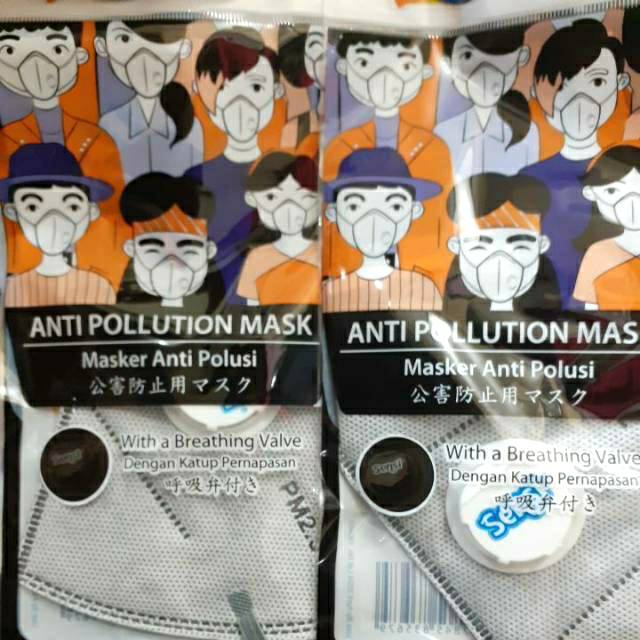 ANTI POLLUTION MASK
Masker Anti Polusi
公害防止用マスク
With a Breathing Valve
Dengan Katup Pernapasan
呼吸弁付き
PM2
ANTI POLLUTION MAS
Masker Anti Polusi
公害防止用マスク
Sensi
With a Breathing Valve
Dengan Katup Pernapasan
呼吸弁付き